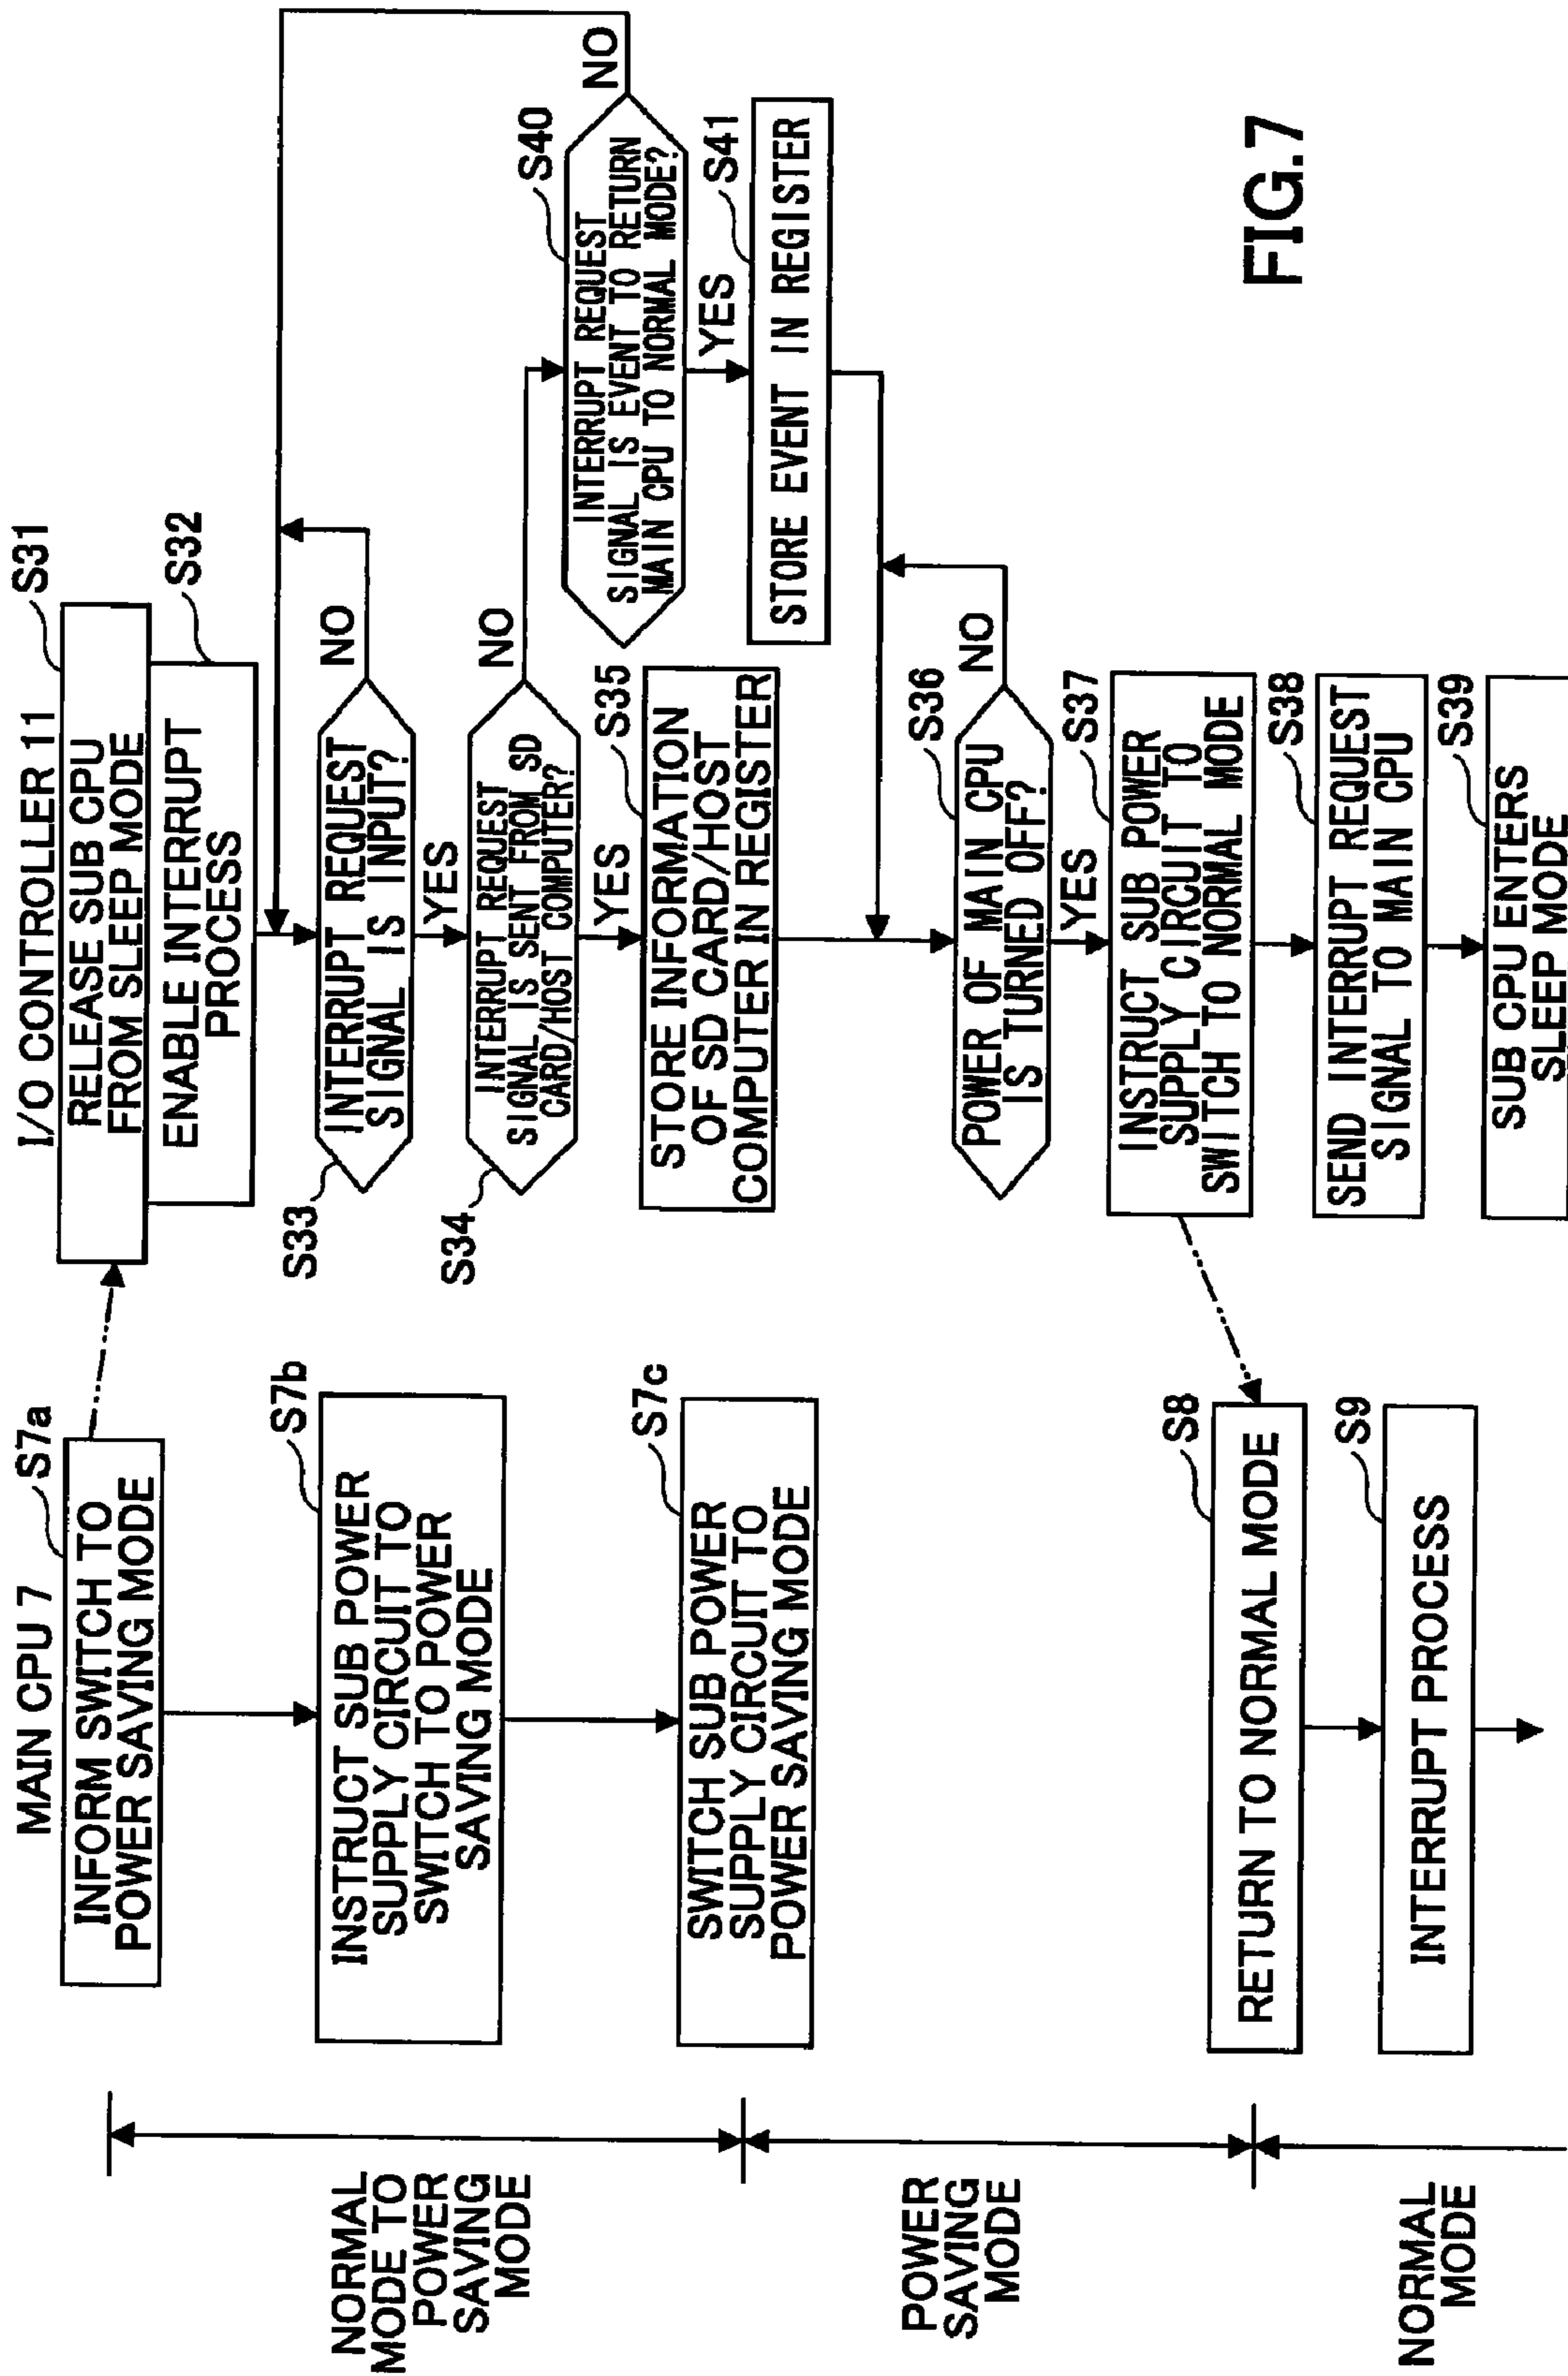 NORMAL
MODE TO
POWER
SAVING
MODE
POWER
SAVING
MODE
NORMAL
MODE
MAIN CPU 7
S7a
INFORM SWITCH TO
POWER SAVING MODE
S7b
INSTRUCT SUB POWER
SUPPLY CIRCUIT TO
SWITCH TO POWER
SAVING MODE
S7c
SWITCH SUB POWER
SUPPLY CIRCUIT TO
POWER SAVING MODE
S8
RETURN TO NORMAL MODE
S9
INTERRUPT PROCESS
I/O CONTROLLER 11
S31
RELEASE SUB CPU
FROM SLEEP MODE
S32
ENABLE INTERRUPT
PROCESS
S33
INTERRUPT REQUEST
SIGNAL IS INPUT?
NO
YES
S34
INTERRUPT REQUEST
SIGNAL IS SENT FROM SD
CARD/HOST COMPUTER?
NO
YES
S35
STORE INFORMATION
OF SD CARD/HOST
COMPUTER IN REGISTER
S36
POWER OF MAIN CPU
IS TURNED OFF?
NO
YES
S37
INSTRUCT SUB POWER
SUPPLY CIRCUIT TO
SWITCH TO NORMAL MODE
S38
SEND INTERRUPT REQUEST
SIGNAL TO MAIN CPU
S39
SUB CPU ENTERS
SLEEP MODE
S40
INTERRUPT REQUEST
SIGNAL IS EVENT TO RETURN
MAIN CPU TO NORMAL MODE?
NO
YES
S41
STORE EVENT IN REGISTER
FIG.7